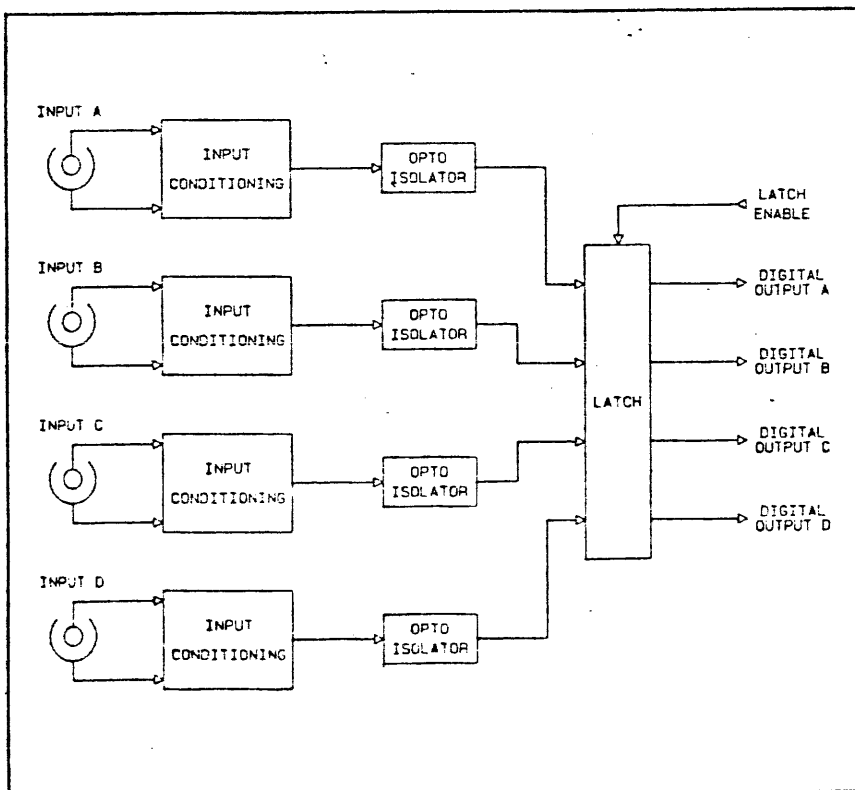 INPUT A
INPUT
CONDITIONING
OPTO
ISOLATOR
LATCH
ENABLE
INPUT B
INPUT
CONDITIONING
OPTO
ISOLATOR
DIGITAL
OUTPUT A
DIGITAL
OUTPUT B
LATCH
INPUT C
INPUT
CONDITIONING
OPTO
ISOLATOR
DIGITAL
OUTPUT C
DIGITAL
OUTPUT D
INPUT D
INPUT
CONDITIONING
OPTO
ISOLATOR